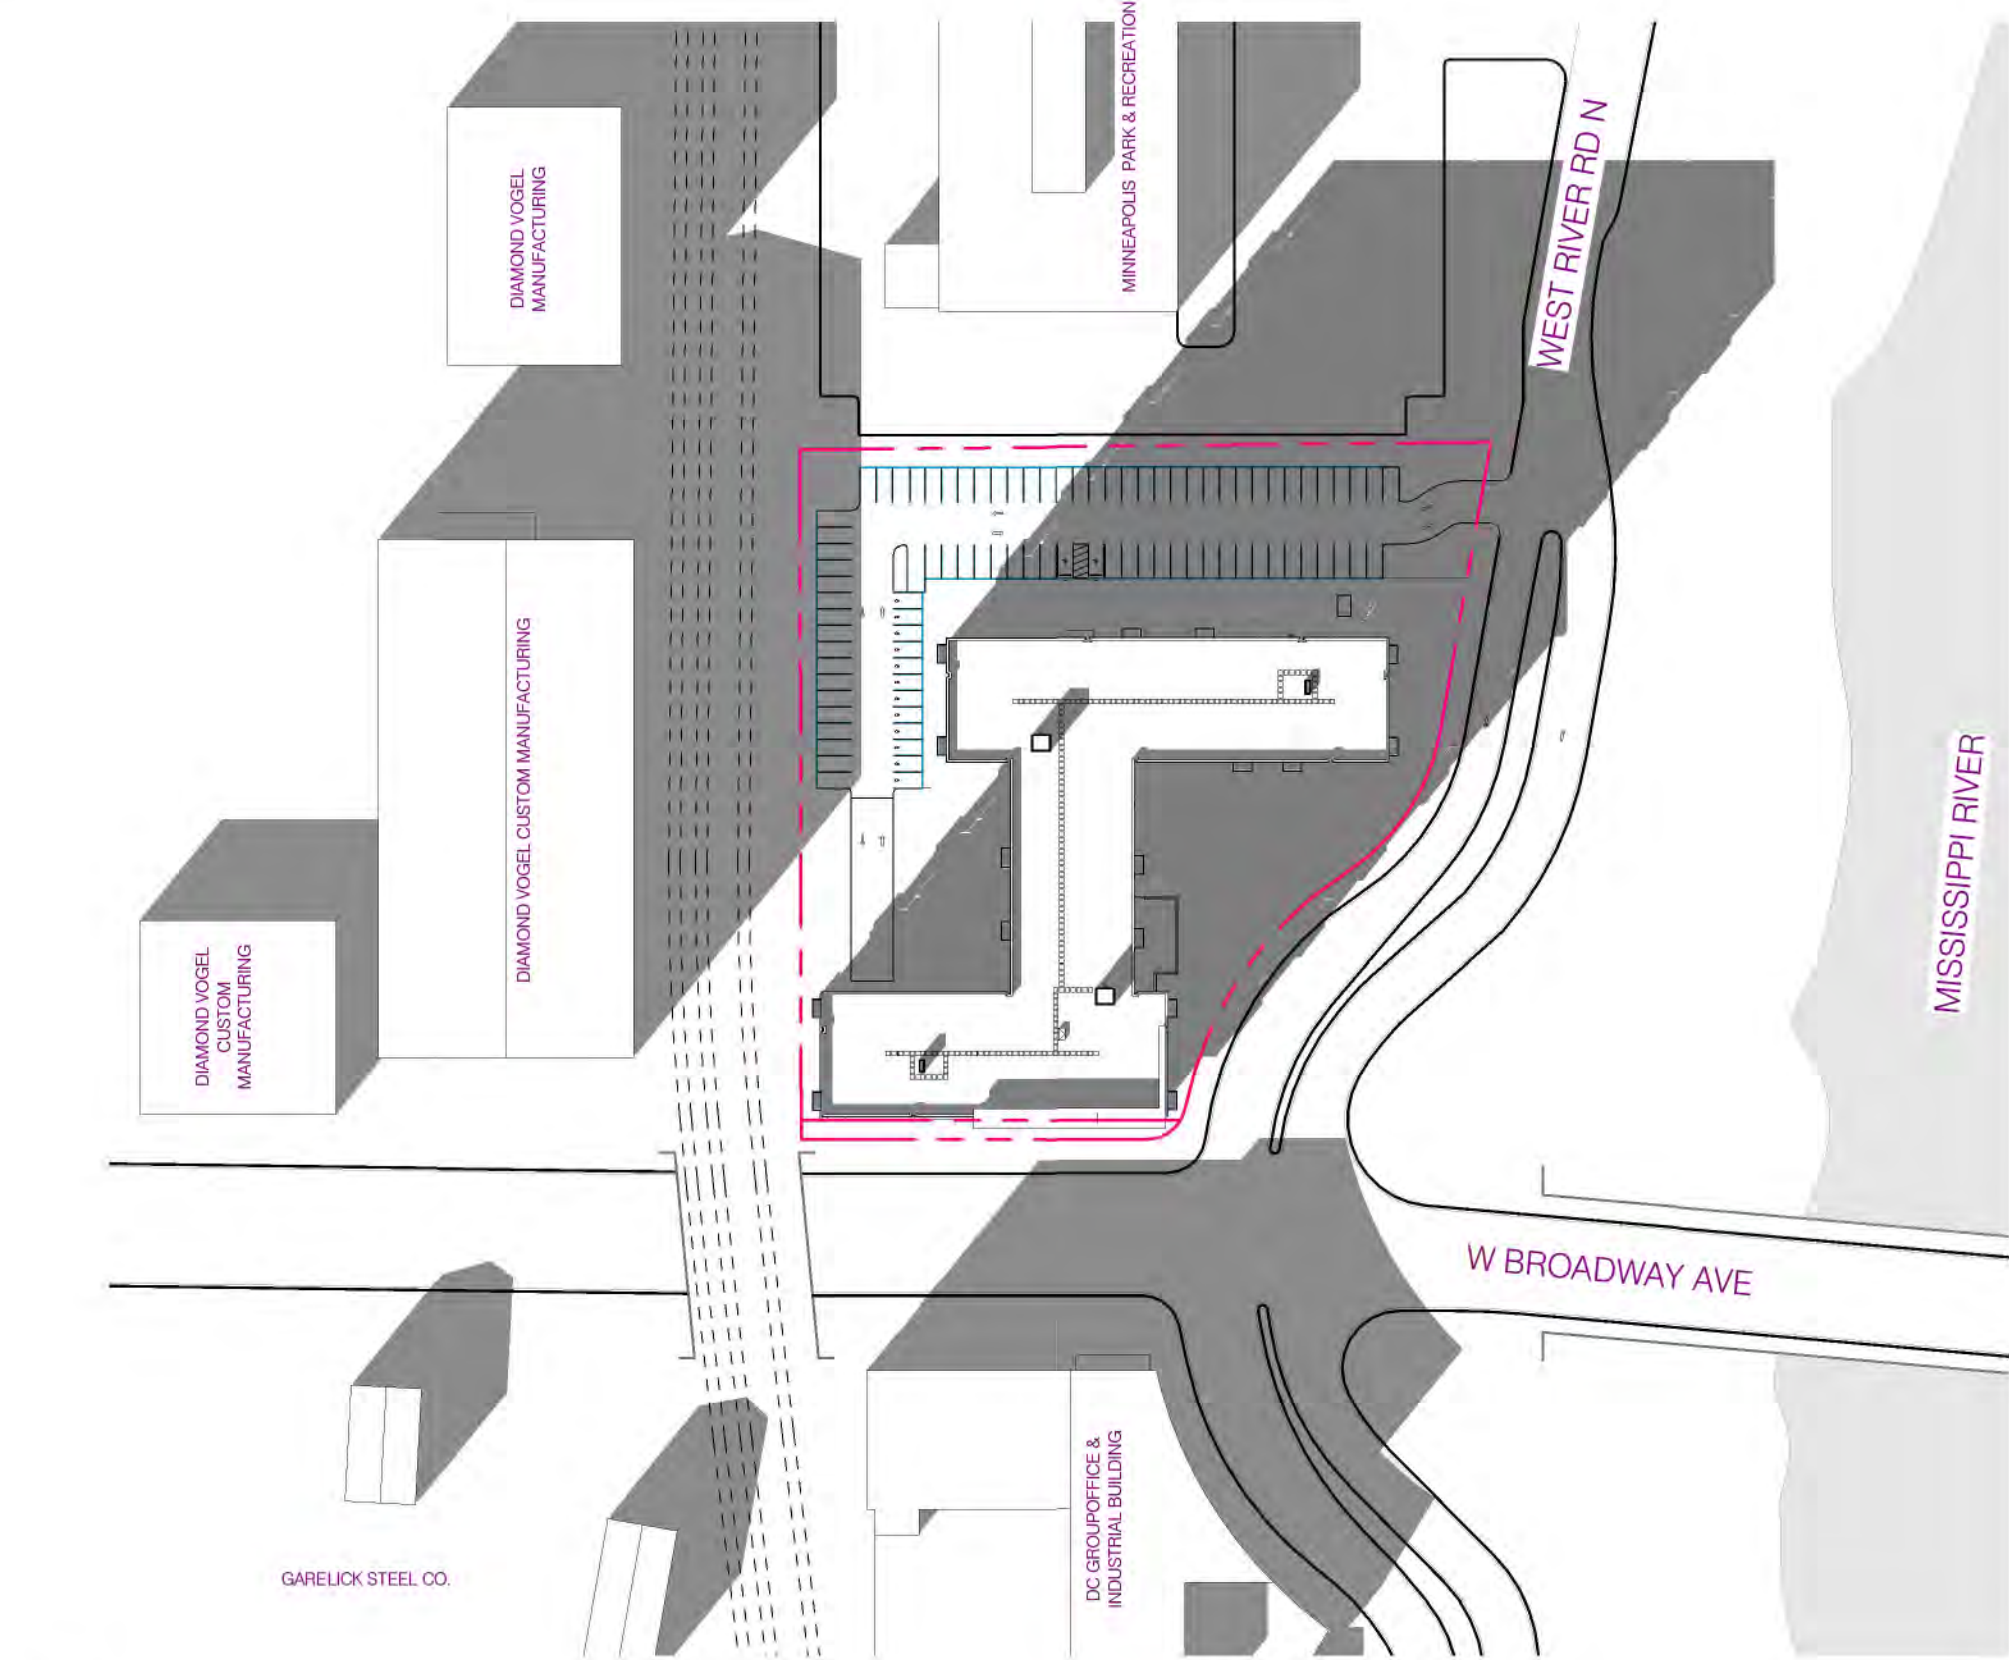 MINNEAPOLIS PARK & RECREATION
WEST RIVER RD N
DIAMOND VOGEL
MANUFACTURING
DIAMOND VOGEL CUSTOM MANUFACTURING
DIAMOND VOGEL
CUSTOM
MANUFACTURING
MISSISSIPPI RIVER
W BROADWAY AVE
DC GROUPOFFICE &
INDUSTRIAL BUILDING
GARELICK STEEL CO.